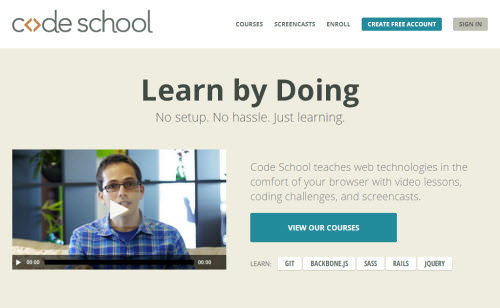 code school
COURSES SCREENCASTS ENROLL CREATE FREE ACCOUNT SIGN IN
Learn by Doing
No setup. No hassle. Just learning.
Code School teaches web technologies in the
comfort of your browser with video lessons,
coding challenges, and screencasts.
VIEW OUR COURSES
00:00 00:00
LEARN: GIT BACKBONE.JS SASS RAILS JQUERY